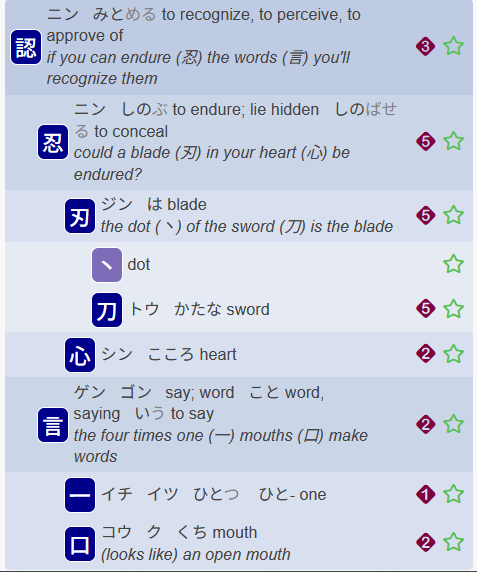 ニン みとめる to recognize, to perceive, to
approve of
認 3
if you can endure (忍) the words (言) you'll
recognize them
ニン しのぶ to endure; lie hidden しのばせ
る to conceal
忍 5
could a blade (刃) in your heart (心) be
endured?
刃 ジン は blade 5
the dot (丶) of the sword (刀) is the blade
丶 dot
刀 トウ かたな sword 5
心 シン こころ heart 2
ゲン ゴン say; word こと word,
saying いう to say
言 2
the four times one (一) mouths (口) make
words
一 イチ イツ ひとつ ひと- one 1
口 コウ ク くち mouth 2
(looks like) an open mouth